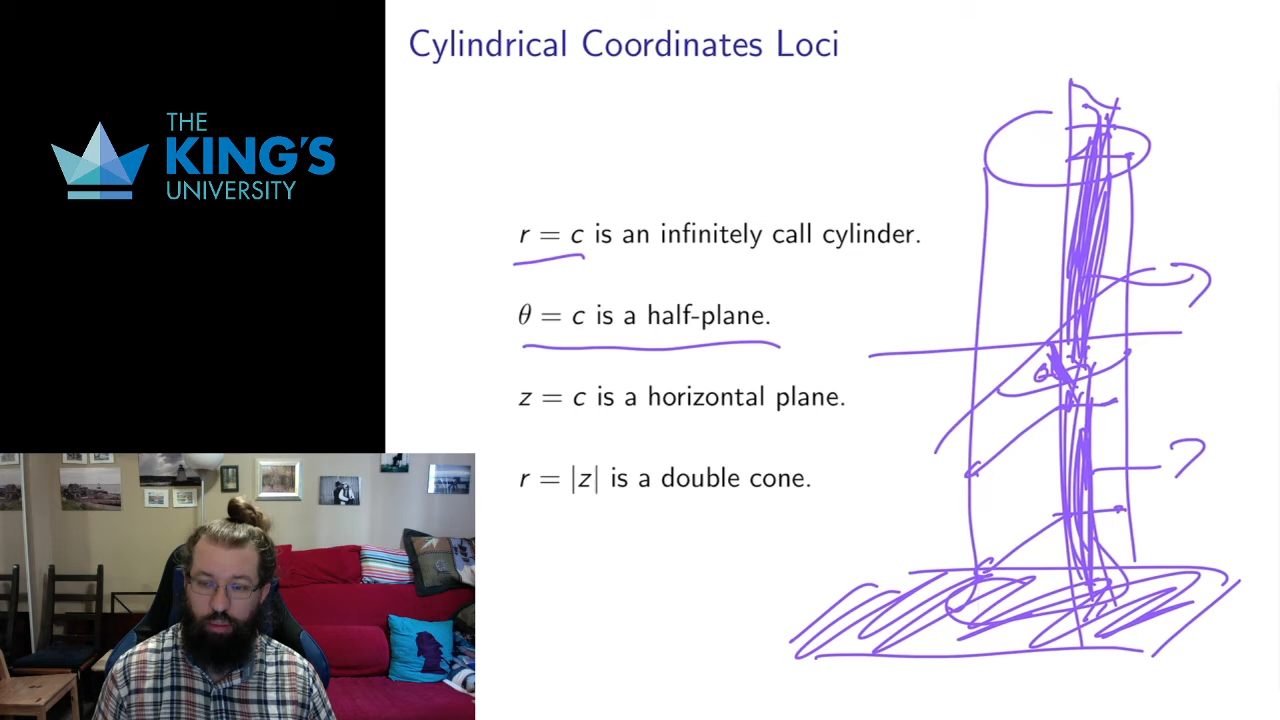 Cylindrical Coordinates Loci
THE
KING'S
UNIVERSITY
r = c is an infinitely call cylinder.
θ = c is a half-plane.
z = c is a horizontal plane.
r = |z| is a double cone.
θ
?